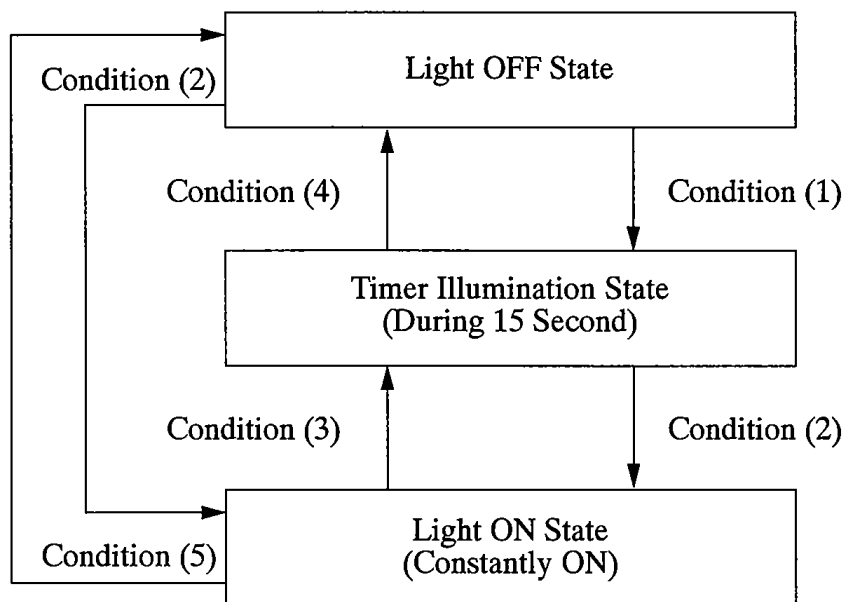 Light OFF State
Condition (2)
Condition (4)
Condition (1)
Timer Illumination State
(During 15 Second)
Condition (3)
Condition (2)
Light ON State
(Constantly ON)
Condition (5)